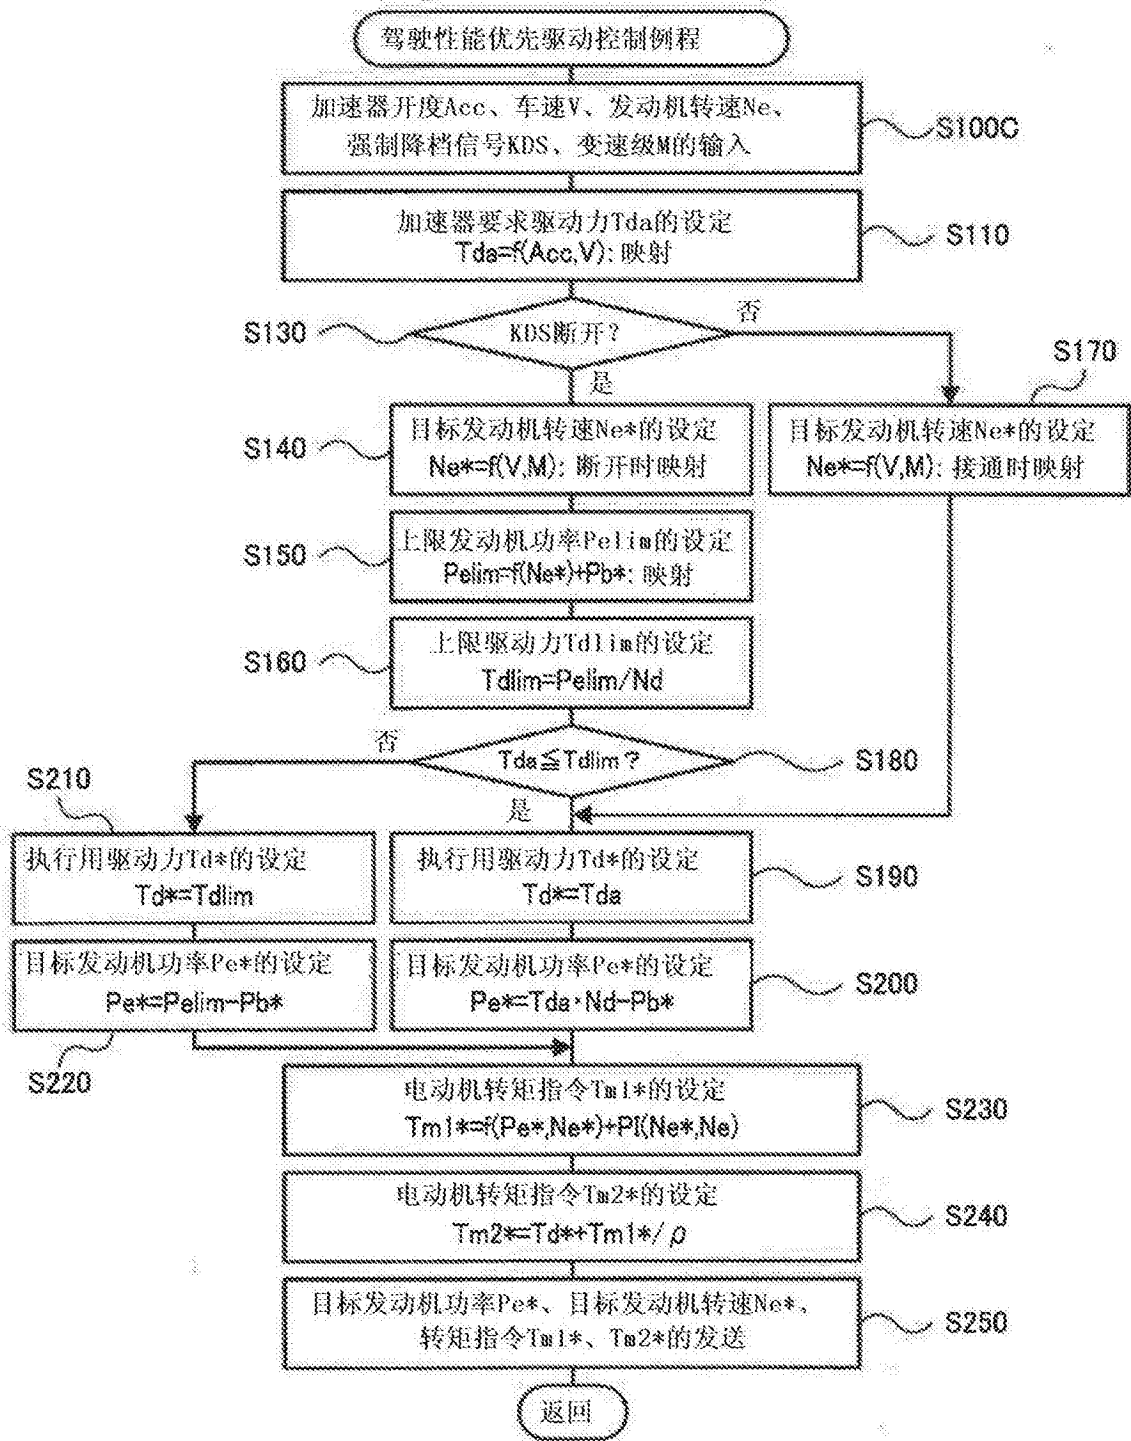 驾驶性能优先驱动控制例程
加速器开度Acc、车速V、发动机转速Ne、
强制降档信号KDS、变速级M的输入
S100C
加速器要求驱动力Tda的设定
Tda=f(Acc,V): 映射
S110
S130
KDS断开?
否
是
S170
S140
目标发动机转速Ne*的设定
Ne*=f(V,M): 断开时映射
目标发动机转速Ne*的设定
Ne*=f(V,M): 接通时映射
S150
上限发动机功率Pelim的设定
Pelim=f(Ne*)+Pb*: 映射
S160
上限驱动力Tdlim的设定
Tdlim=Pelim/Nd
否
Tda≦Tdlim?
S180
是
S210
执行用驱动力Td*的设定
Td*=Tdlim
执行用驱动力Td*的设定
Td*=Tda
S190
目标发动机功率Pe*的设定
Pe*=Pelim-Pb*
S220
目标发动机功率Pe*的设定
Pe*=Tda·Nd-Pb*
S200
电动机转矩指令Tm1*的设定
Tm1*=f(Pe*,Ne*)+PI(Ne*,Ne)
S230
电动机转矩指令Tm2*的设定
Tm2*=Td*+Tm1*/ρ
S240
目标发动机功率Pe*、目标发动机转速Ne*、
转矩指令Tm1*、Tm2*的发送
S250
返回